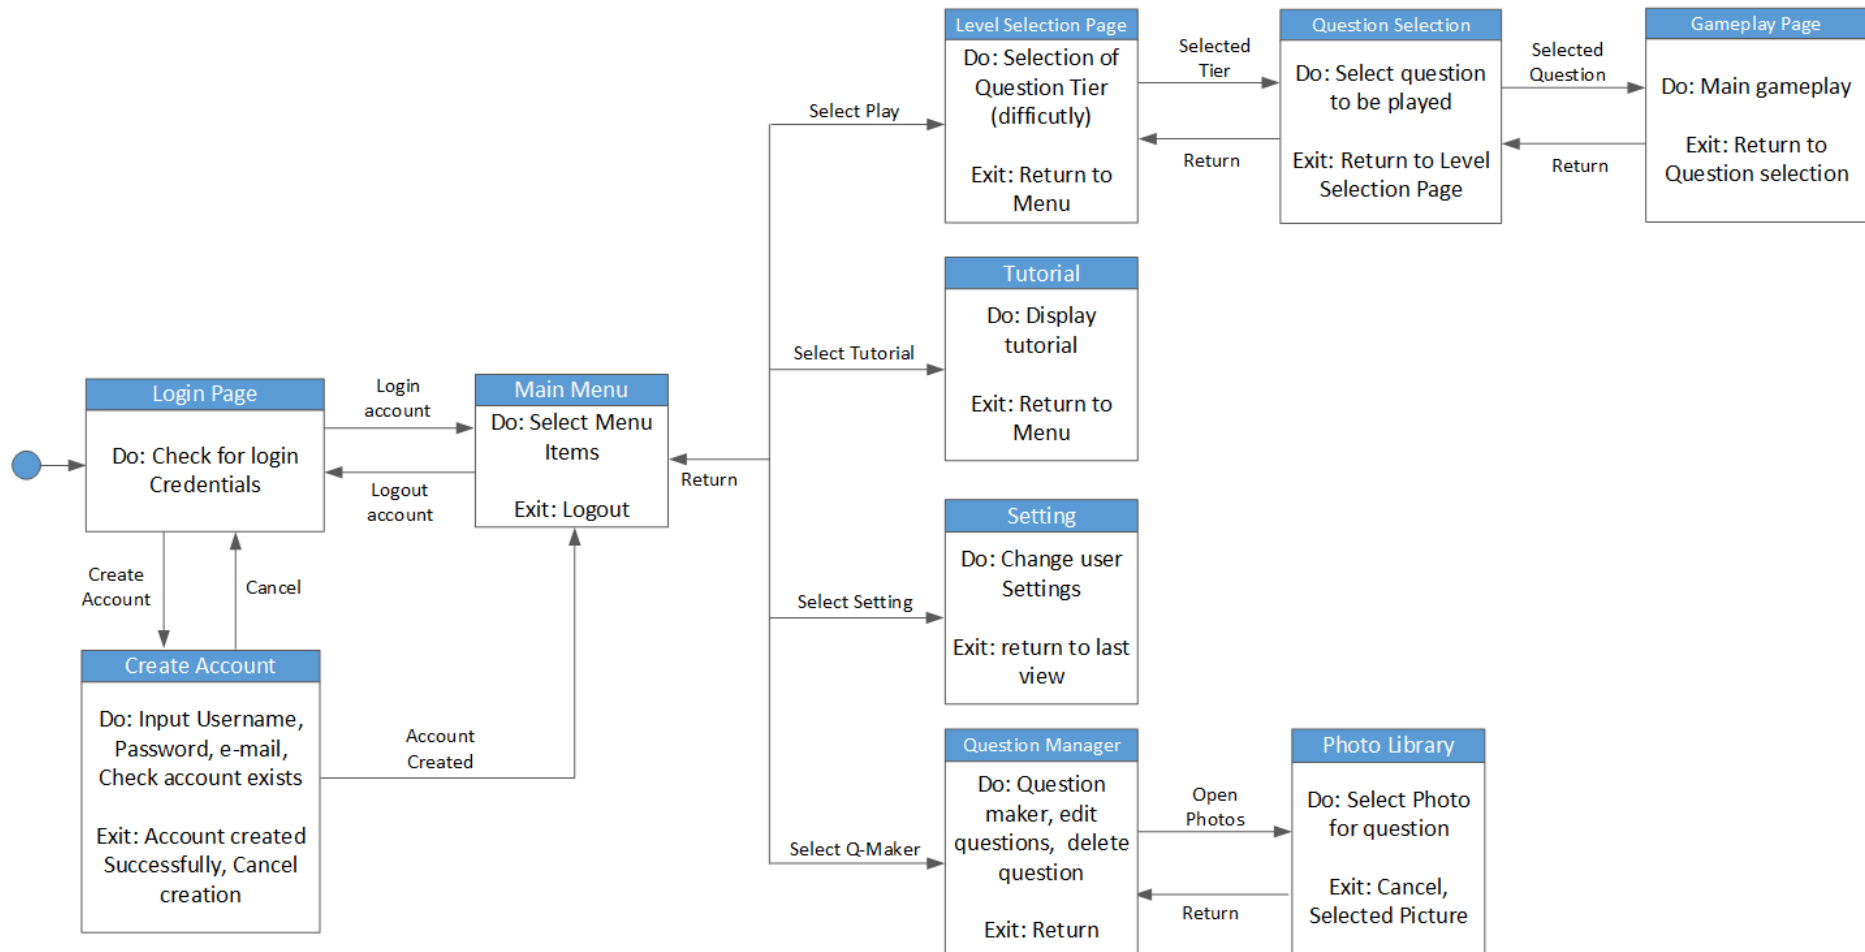 Login Page
Do: Check for login
Credentials
Login
account
Logout
account
Create
Account
Cancel
Create Account
Do: Input Username,
Password, e-mail,
Check account exists
Exit: Account created
Successfully, Cancel
creation
Account
Created
Main Menu
Do: Select Menu
Items
Exit: Logout
Return
Select Play
Level Selection Page
Do: Selection of
Question Tier
(difficutly)
Exit: Return to
Menu
Selected
Tier
Return
Question Selection
Do: Select question
to be played
Exit: Return to Level
Selection Page
Selected
Question
Return
Gameplay Page
Do: Main gameplay
Exit: Return to
Question selection
Select Tutorial
Tutorial
Do: Display
tutorial
Exit: Return to
Menu
Select Setting
Setting
Do: Change user
Settings
Exit: return to last
view
Select Q-Maker
Question Manager
Do: Question
maker, edit
questions, delete
question
Exit: Return
Open
Photos
Return
Photo Library
Do: Select Photo
for question
Exit: Cancel,
Selected Picture